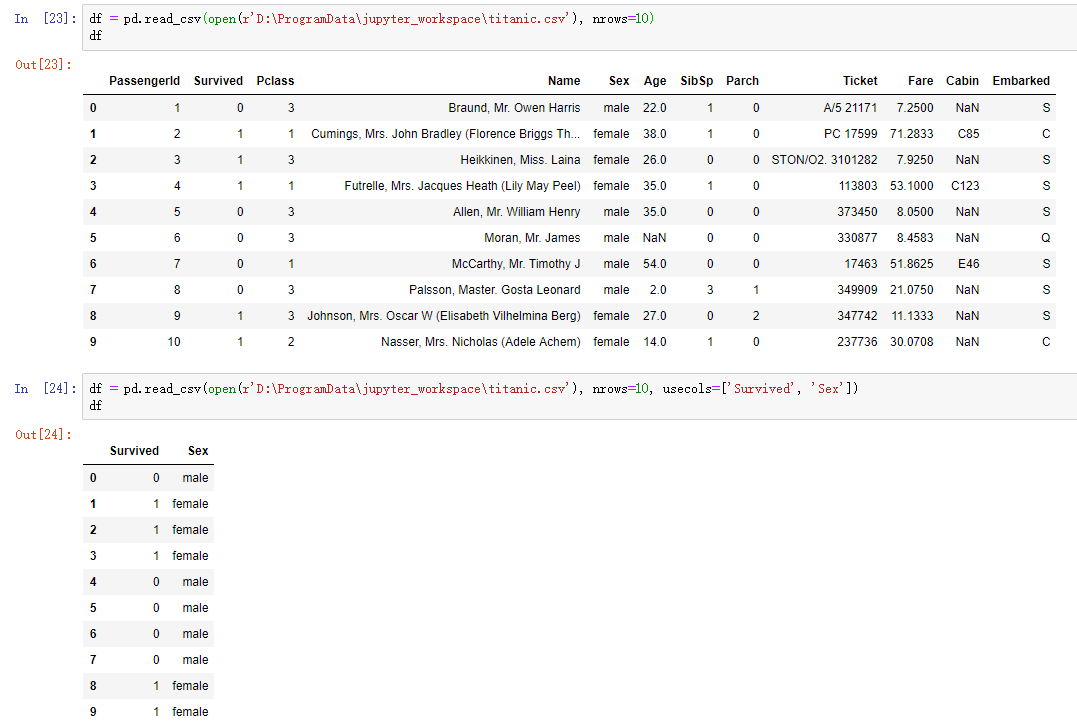 In [23]: df = pd.read_csv(open(r'D:\ProgramData\jupyter_workspace\titanic.csv'), nrows=10)
df
Out[23]:
PassengerId Survived Pclass Name Sex Age SibSp Parch Ticket Fare Cabin Embarked
0 1 0 3 Braund, Mr. Owen Harris male 22.0 1 0 A/5 21171 7.2500 NaN S
1 2 1 1 Cumings, Mrs. John Bradley (Florence Briggs Th... female 38.0 1 0 PC 17599 71.2833 C85 C
2 3 1 3 Heikkinen, Miss. Laina female 26.0 0 0 STON/O2. 3101282 7.9250 NaN S
3 4 1 1 Futrelle, Mrs. Jacques Heath (Lily May Peel) female 35.0 1 0 113803 53.1000 C123 S
4 5 0 3 Allen, Mr. William Henry male 35.0 0 0 373450 8.0500 NaN S
5 6 0 3 Moran, Mr. James male NaN 0 0 330877 8.4583 NaN Q
6 7 0 1 McCarthy, Mr. Timothy J male 54.0 0 0 17463 51.8625 E46 S
7 8 0 3 Palsson, Master. Gosta Leonard male 2.0 3 1 349909 21.0750 NaN S
8 9 1 3 Johnson, Mrs. Oscar W (Elisabeth Vilhelmina Berg) female 27.0 0 2 347742 11.1333 NaN S
9 10 1 2 Nasser, Mrs. Nicholas (Adele Achem) female 14.0 1 0 237736 30.0708 NaN C
In [24]: df = pd.read_csv(open(r'D:\ProgramData\jupyter_workspace\titanic.csv'), nrows=10, usecols=['Survived', 'Sex'])
df
Out[24]:
Survived Sex
0 0 male
1 1 female
2 1 female
3 1 female
4 0 male
5 0 male
6 0 male
7 0 male
8 1 female
9 1 female